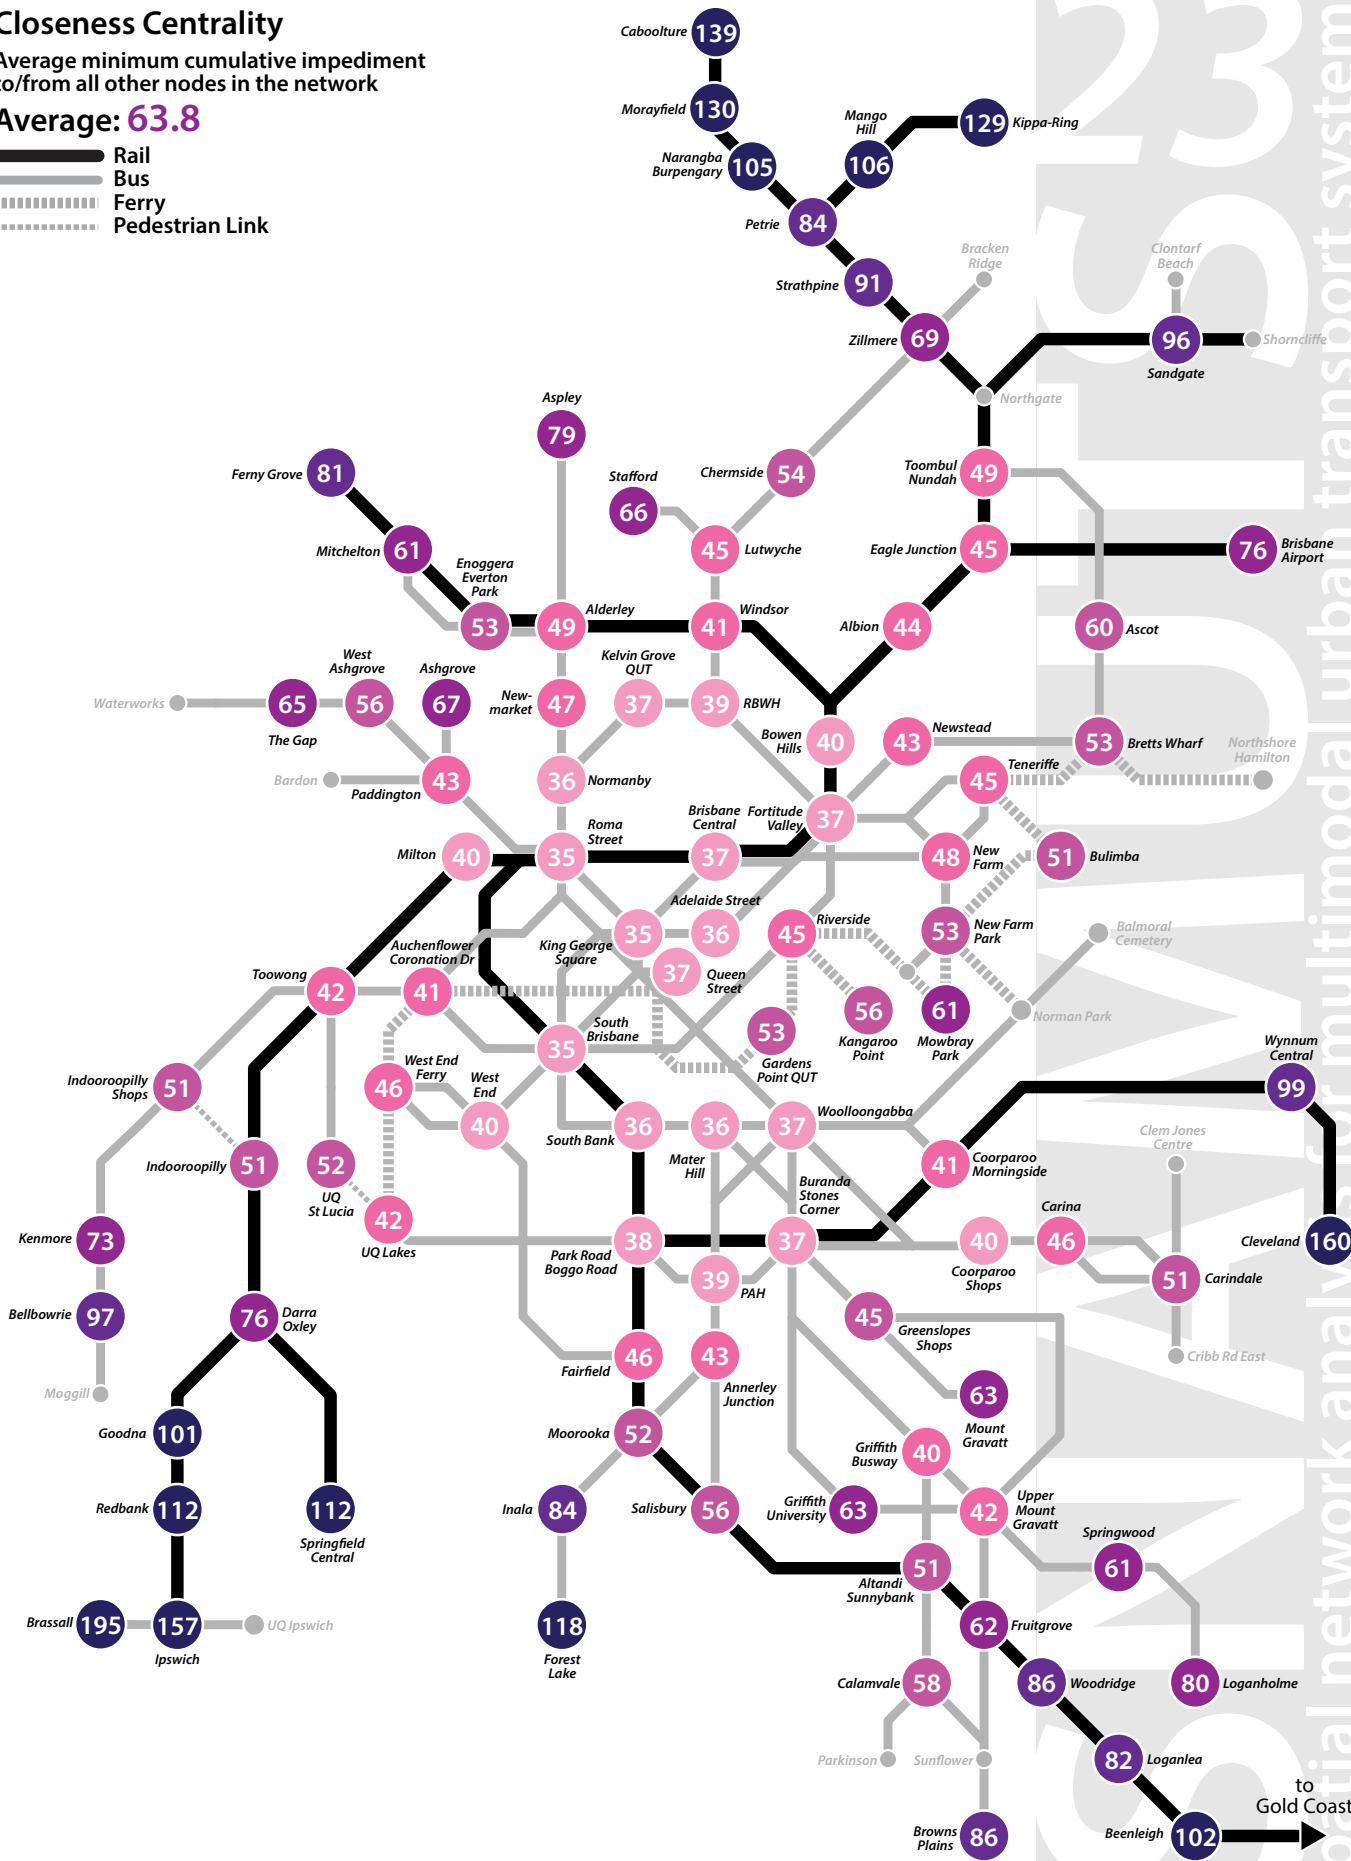 Closeness Centrality
Average minimum cumulative impediment
to/from all other nodes in the network
Average: 63.8
Rail
Bus
Ferry
Pedestrian Link
23
Caboolture 139
Morayfield 130
Narangba
Burpengary 105
Mango
Hill
106
129 Kippa-Ring
Petrie 84
Strathpine 91
Bracken
Ridge
Clontarf
Beach
Zillmere 69
96 Shorncliffe
Sandgate
Northgate
Aspley
79
Ferny Grove 81
Stafford
66
Chermside 54
Toombul
Nundah 49
Mitchelton 61
45 Lutwyche
Eagle Junction 45
76 Brisbane
Airport
Enoggera
Everton
Park
53
49 Alderley
41 Windsor
Albion 44
60 Ascot
West
Ashgrove
56
Ashgrove
67
Kelvin Grove
QUT
37
39 RBWH
Waterworks
65
The Gap
New-
market 47
Bowen
Hills 40
43 Newstead
53 Bretts Wharf
Northshore
Hamilton
Bardon
Paddington 43
36 Normanby
45 Teneriffe
Milton 40
Roma
Street
35
Brisbane
Central
37
Fortitude
Valley 37
48 New
Farm
51 Bulimba
Adelaide Street
36
King George
Square 35
37 Queen
Street
45 Riverside
53 New Farm
Park
Balmoral
Cemetery
Toowong 42
Auchenflower
Coronation Dr
41
South
Brisbane
35
53
Gardens
Point QUT
56
Kangaroo
Point
61
Mowbray
Park
Norman Park
Wynnum
Central
99
Indooroopilly
Shops 51
West End
Ferry
46
West
End
40
South Bank 36
36
Mater
Hill
37 Woolloongabba
Clem Jones
Centre
Indooroopilly 51
52
UQ
St Lucia
41 Coorparoo
Morningside
42
UQ Lakes
Buranda
Stones
Corner
37
Carina
46
Kenmore 73
38
Park Road
Boggo Road
39 PAH
40
Coorparoo
Shops
Cleveland 160
51 Carindale
Bellbowrie 97
76 Darra
Oxley
45
Greenslopes
Shops
Fairfield 46
43
Annerley
Junction
Cribb Rd East
Moggill
63
Mount
Gravatt
Goodna 101
Moorooka 52
Griffith
Busway 40
Redbank 112
112
Springfield
Central
Inala 84
Salisbury 56
Griffith
University 63
42 Upper
Mount
Gravatt
Springwood
61
51
Altandi
Sunnybank
Brassall 195
157
Ipswich
UQ Ipswich
118
Forest
Lake
62 Fruitgrove
Calamvale 58
86 Woodridge
80 Loganholme
Parkinson
Sunflower
82 Loganlea
Browns
Plains 86
Beenleigh 102
to
Gold Coast